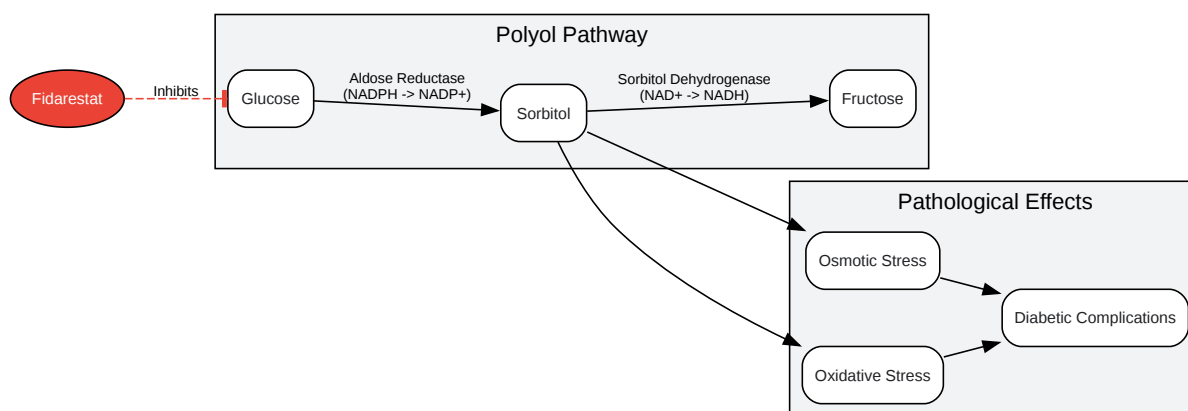 Polyol Pathway
Fidarestat
Inhibits
Glucose
Aldose Reductase
(NADPH -> NADP+)
Sorbitol
Sorbitol Dehydrogenase
(NAD+ -> NADH)
Fructose
Pathological Effects
Osmotic Stress
Diabetic Complications
Oxidative Stress